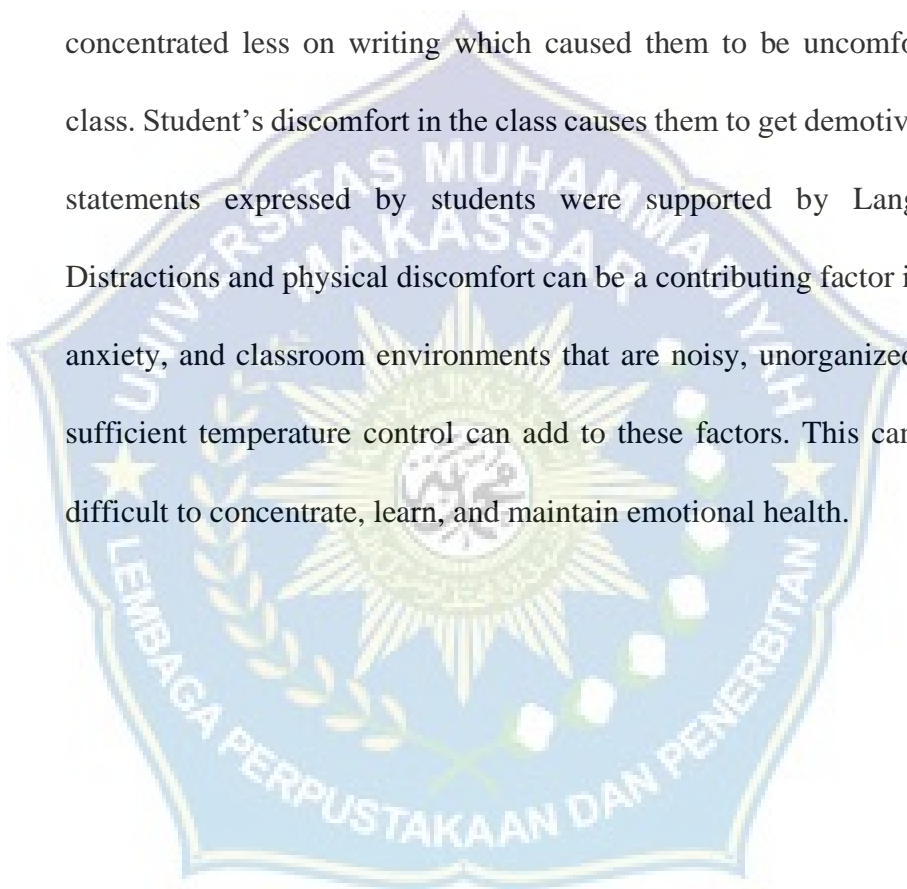 concentrated less on writing which caused them to be uncomfo
class. Student’s discomfort in the class causes them to get demotiv
statements expressed by students were supported by Lang
Distractions and physical discomfort can be a contributing factor i
anxiety, and classroom environments that are noisy, unorganized
sufficient temperature control can add to these factors. This can
difficult to concentrate, learn, and maintain emotional health.
UNIVERSITAS MUHAMMADIYAH
MAKASSAR
LEMBAGA PERPUSTAKAAN DAN PENERBITAN